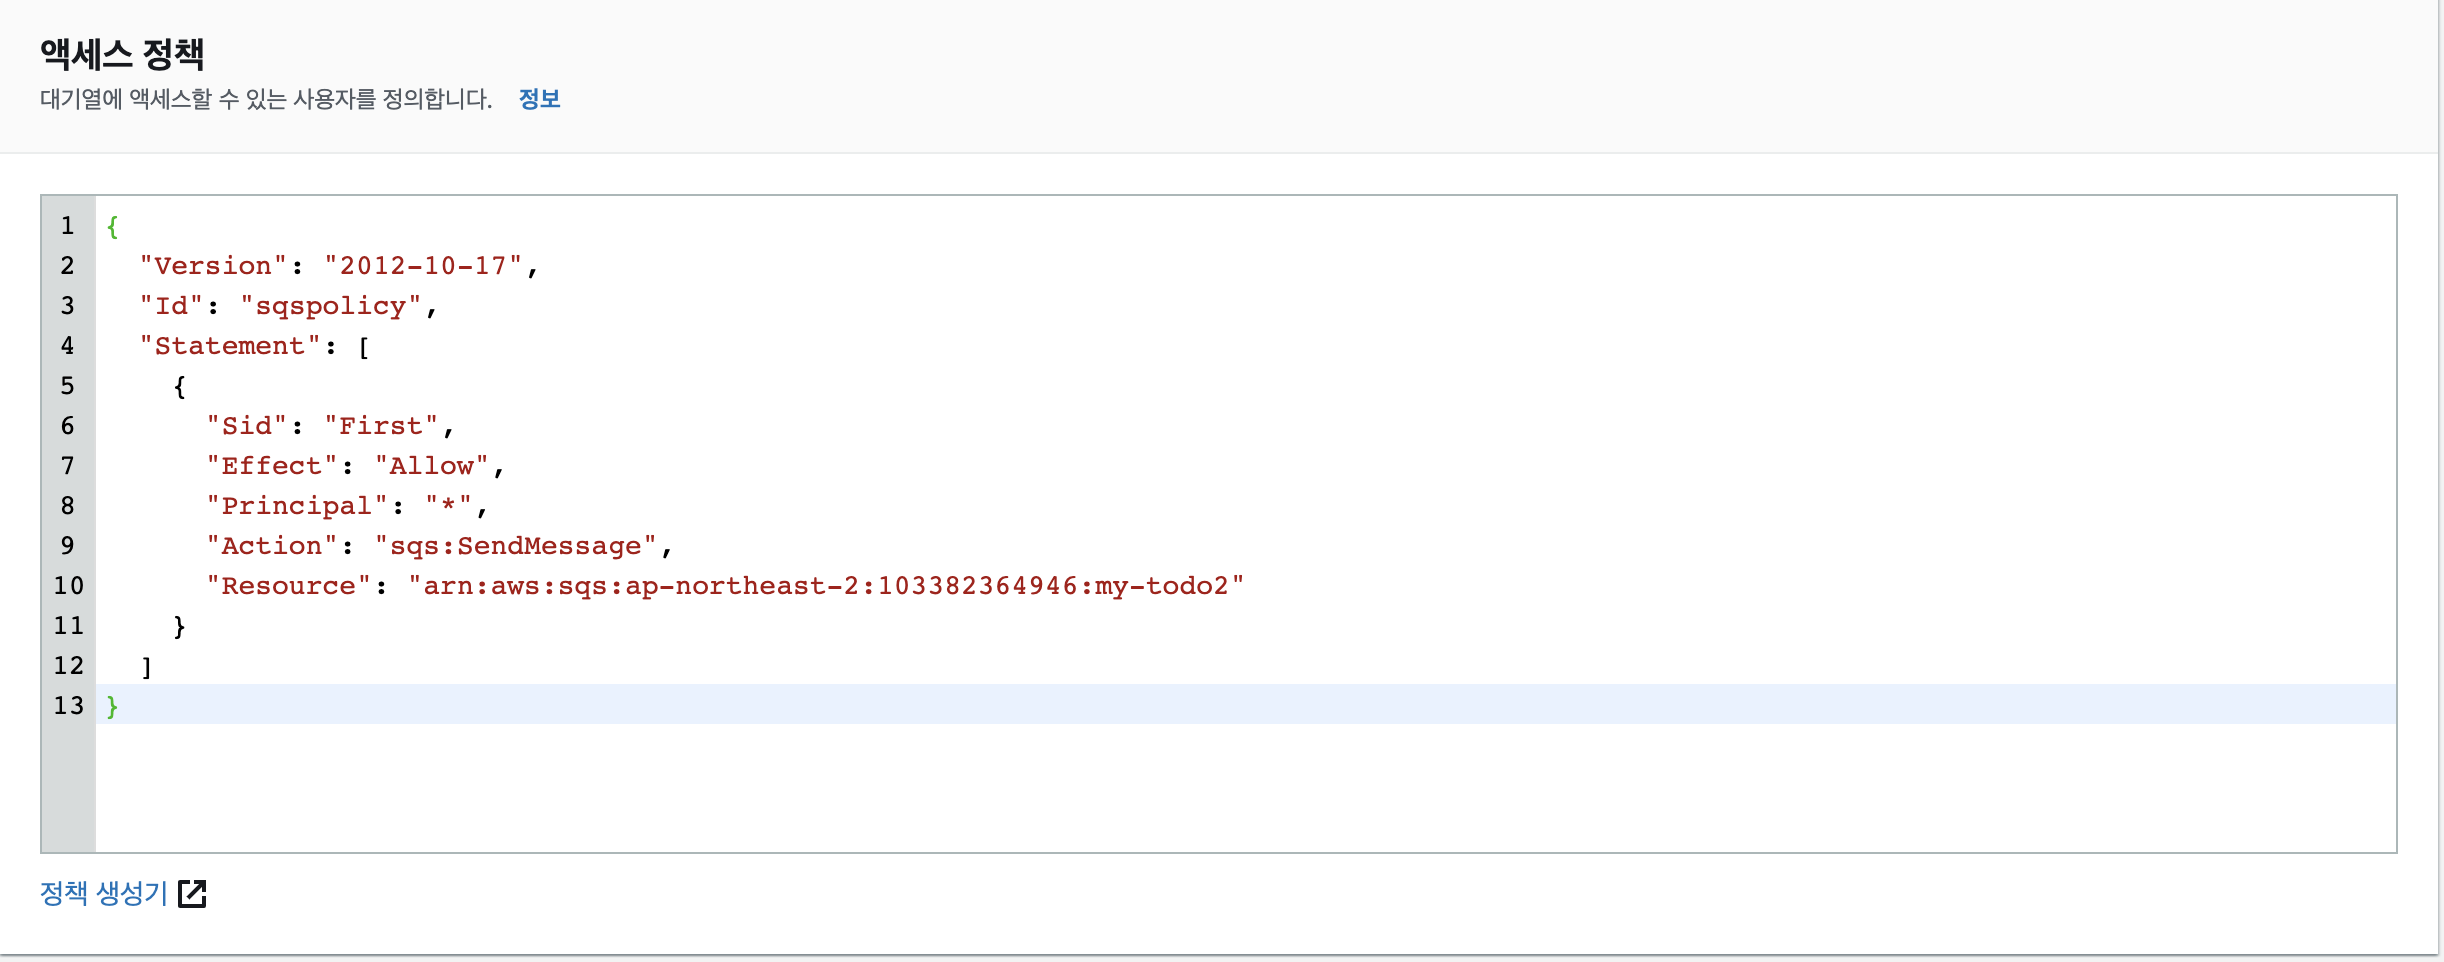 액세스 정책
대기열에 액세스할 수 있는 사용자를 정의합니다. 정보
1 {
2   "Version": "2012-10-17",
3   "Id": "sqspolicy",
4   "Statement": [
5     {
6       "Sid": "First",
7       "Effect": "Allow",
8       "Principal": "*",
9       "Action": "sqs:SendMessage",
10       "Resource": "arn:aws:sqs:ap-northeast-2:103382364946:my-todo2"
11     }
12   ]
13 }
정책 생성기